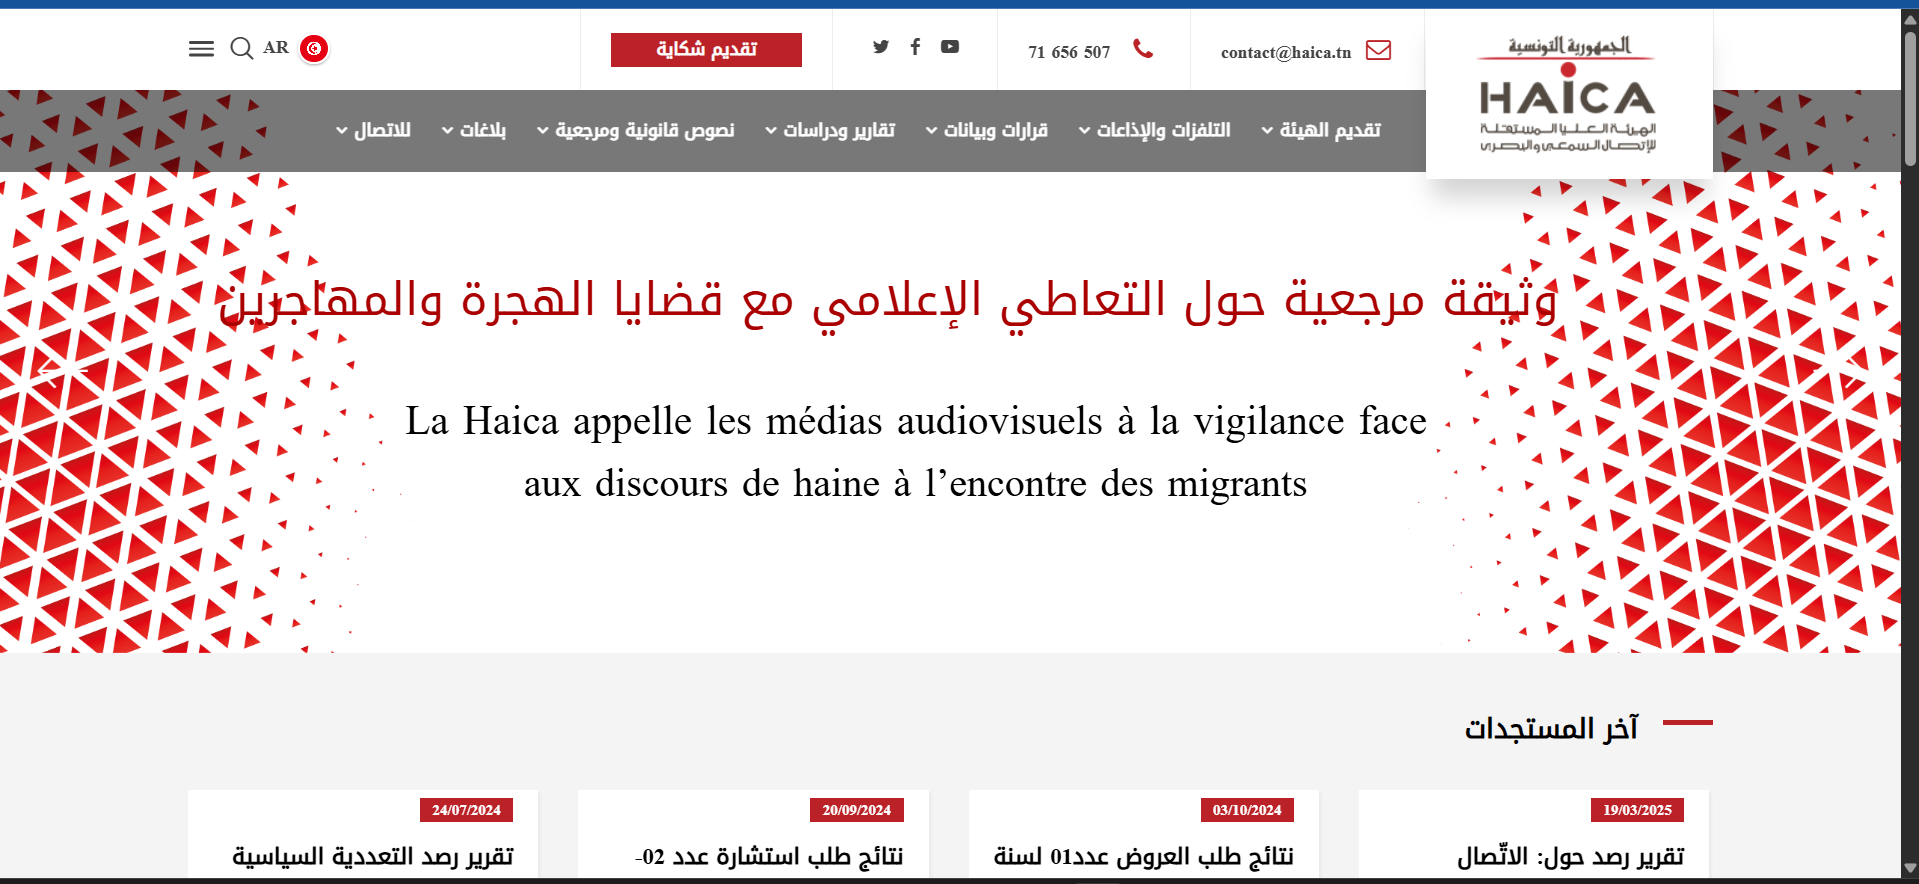 الجمهورية التونسية
HAICA
الهيئة العليا المستقلة
للإتصال السمعي والبصري
contact@haica.tn
71 656 507
تقديم شكاية
AR
تقديم الهيئة
التلفزات والإذاعات
قرارات وبيانات
تقارير ودراسات
نصوص قانونية ومرجعية
بلاغات
للاتصال
وثيقة مرجعية حول التعاطي الإعلامي مع قضايا الهجرة والمهاجرين
La Haica appelle les médias audiovisuels à la vigilance face
aux discours de haine à l’encontre des migrants
آخر المستجدات
19/03/2025
تقرير رصد حول: الاتّصال
03/10/2024
نتائج طلب العروض عدد01 لسنة
20/09/2024
نتائج طلب استشارة عدد 02-
24/07/2024
تقرير رصد التعددية السياسية